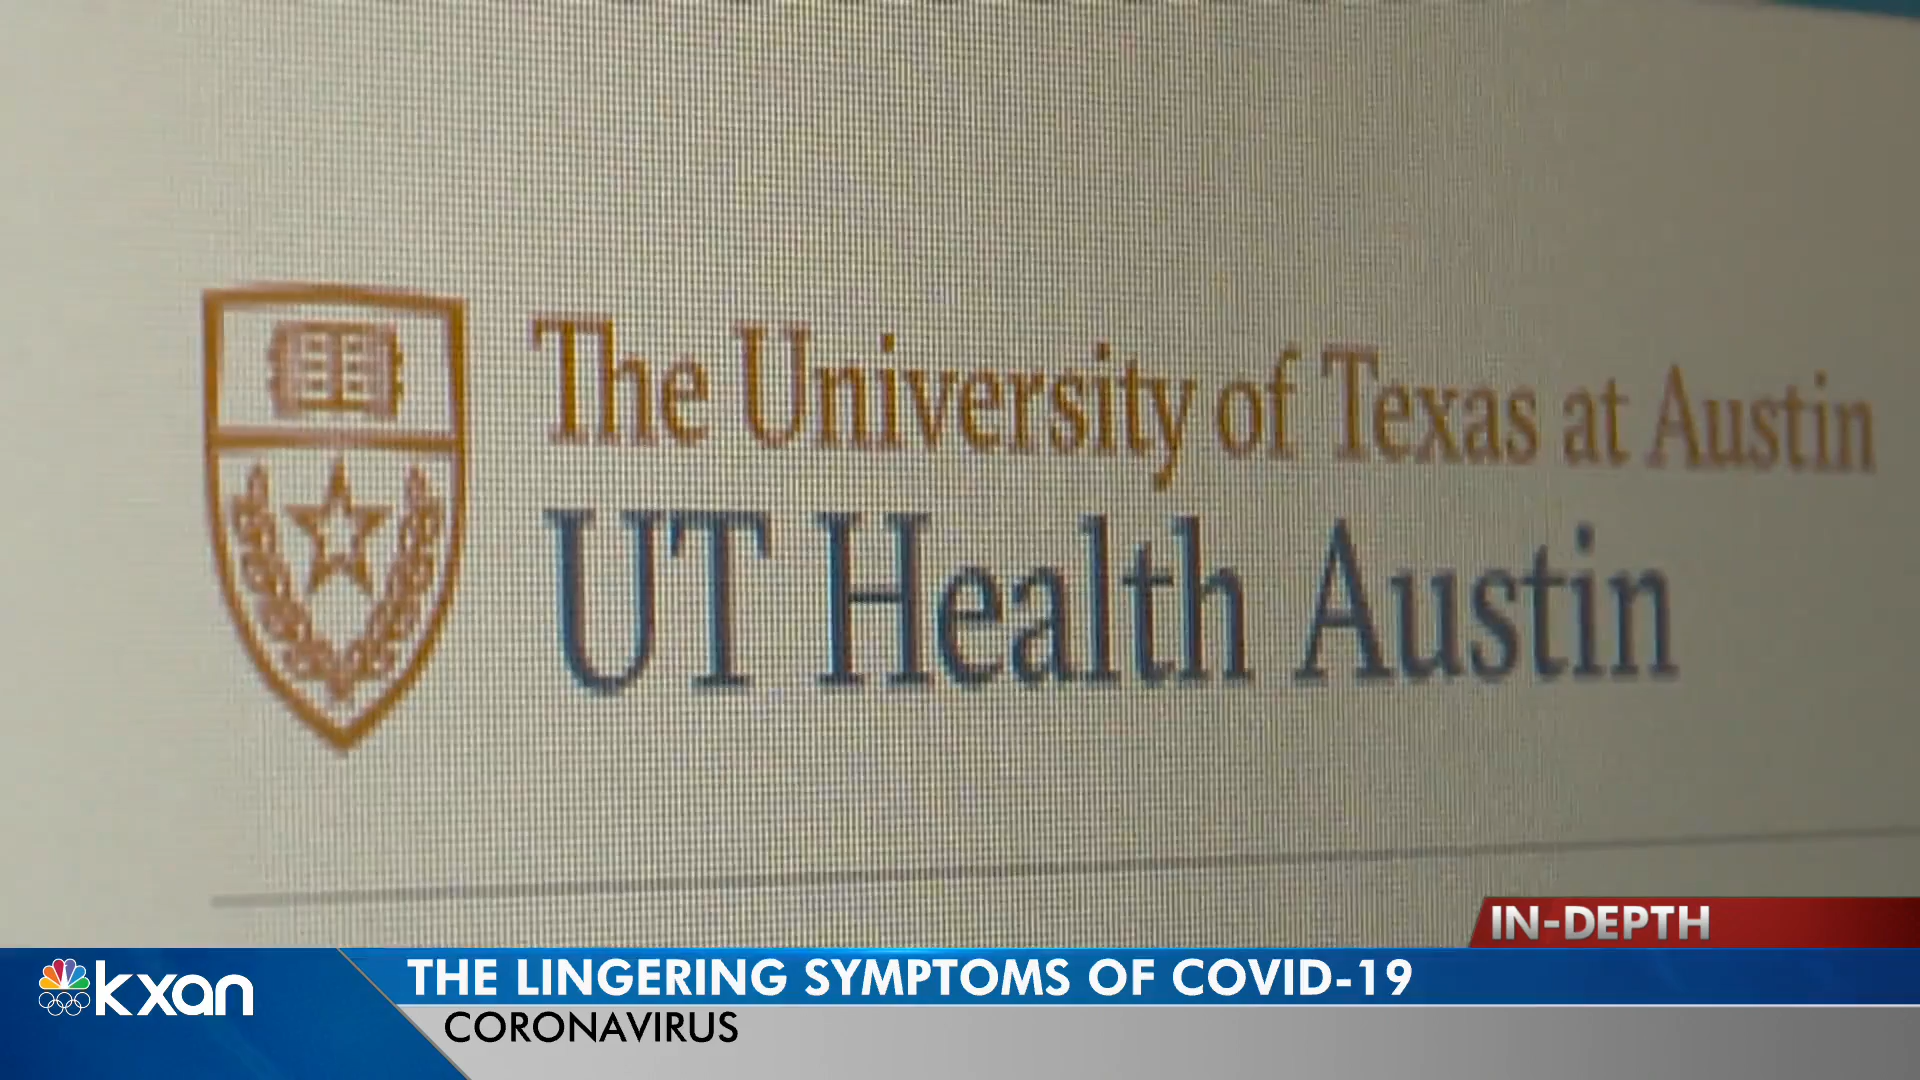 The University of Texas at Austin
UT Health Austin
IN-DEPTH
kxan
THE LINGERING SYMPTOMS OF COVID-19
CORONAVIRUS